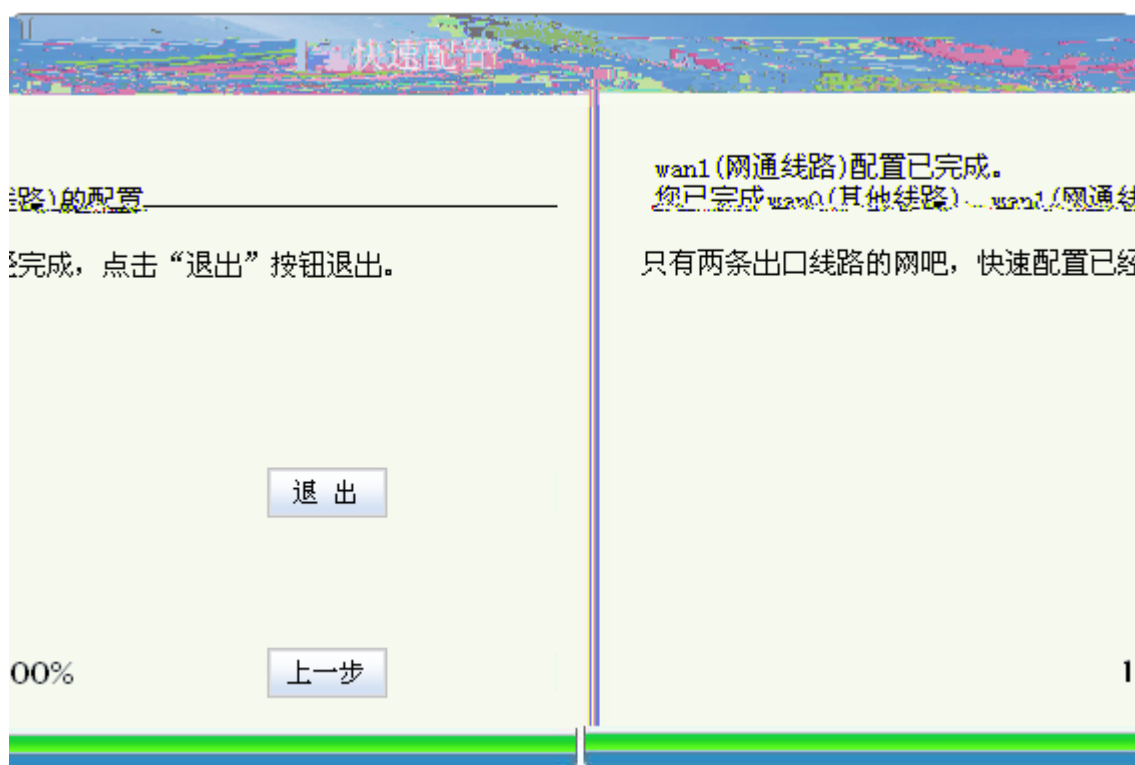 快速配置
路)的配置
完成，点击“退出”按钮退出。
退 出
00%
上一步
wan1(网通线路)配置已完成。
您已完成wan0(其他线路)、wan1(网通线
只有两条出口线路的网吧，快速配置已经
1